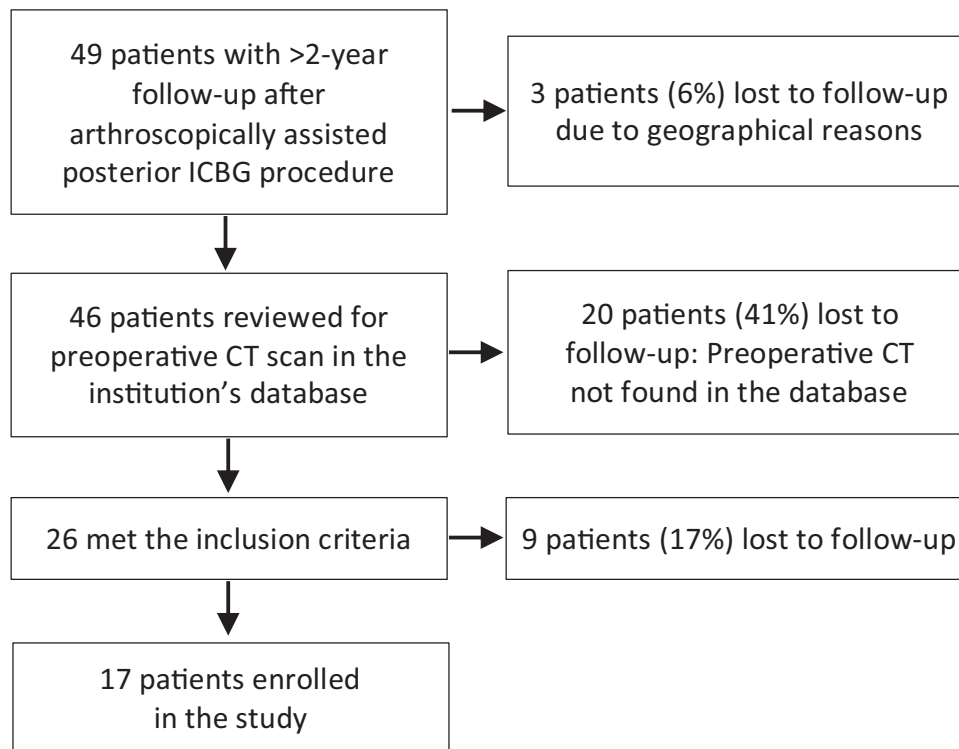 49 patients with >2-year
follow-up after
arthroscopically assisted
posterior ICBG procedure
3 patients (6%) lost to follow-up
due to geographical reasons
46 patients reviewed for
preoperative CT scan in the
institution’s database
20 patients (41%) lost to
follow-up: Preoperative CT
not found in the database
26 met the inclusion criteria
9 patients (17%) lost to follow-up
17 patients enrolled
in the study